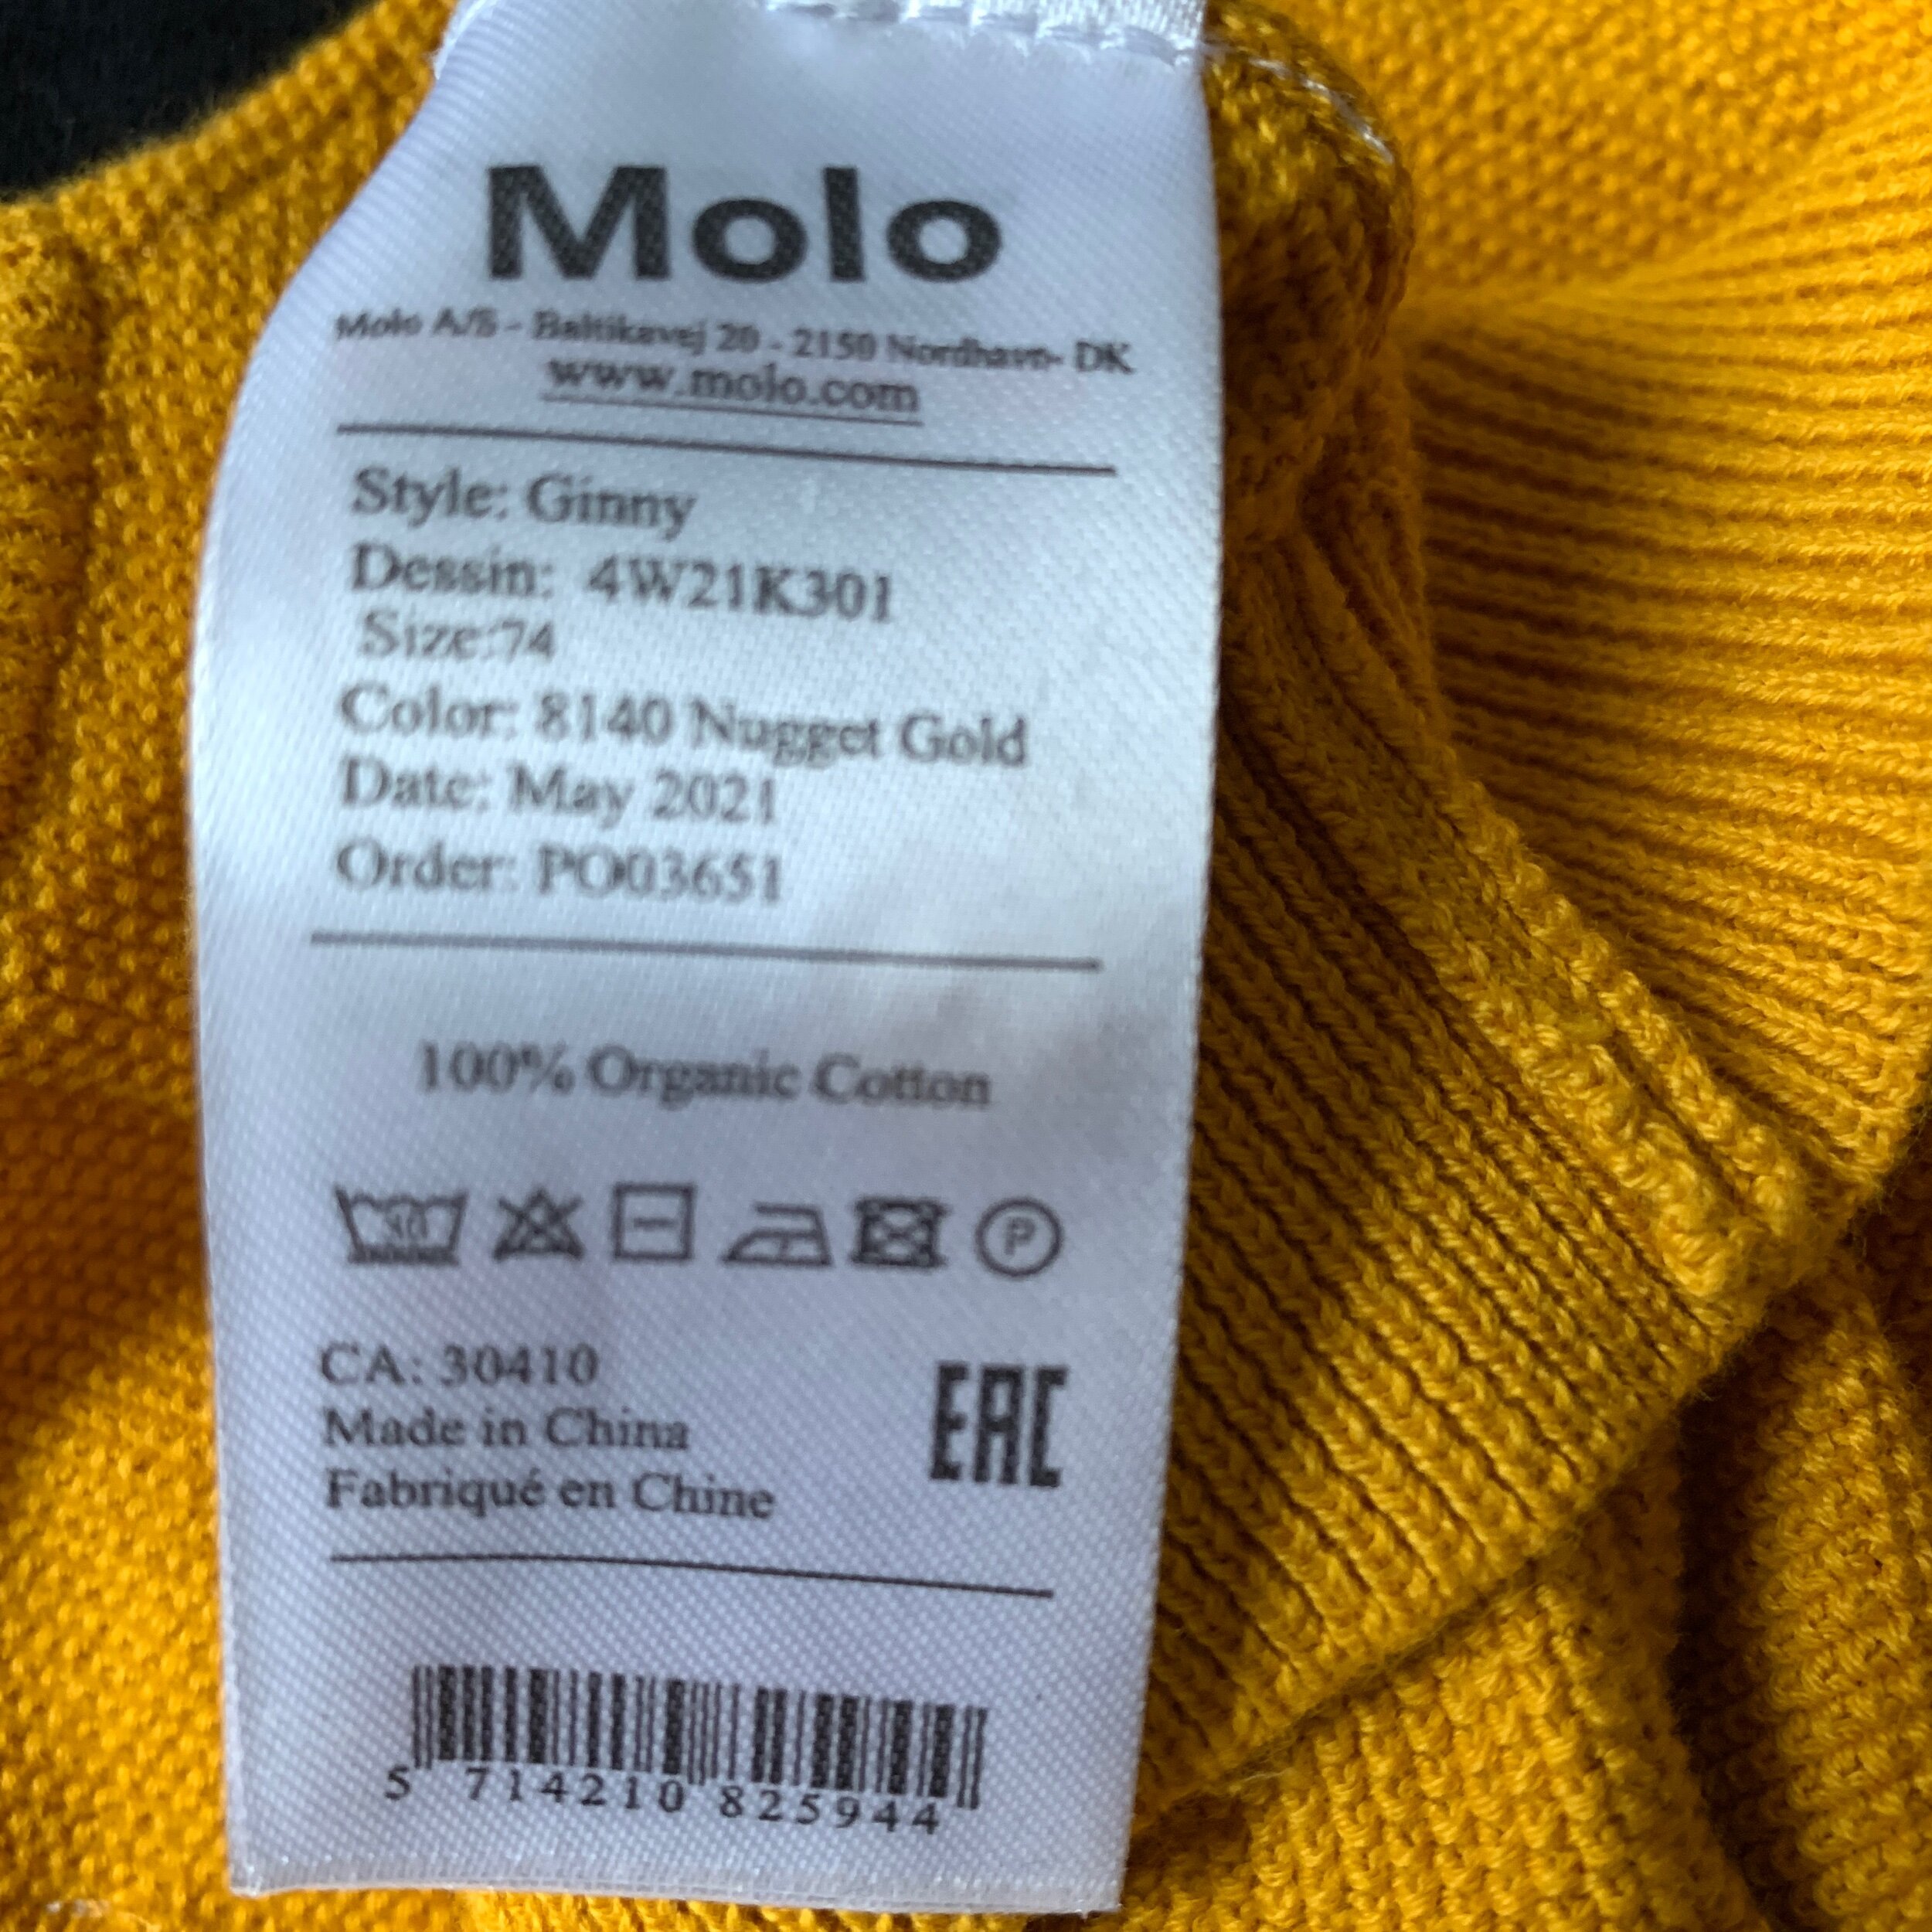 Molo
Molo A/S - Baltikavej 20 - 2150 Nordhavn- DK
www.molo.com
Style: Ginny
Dessin: 4W21K301
Size:74
Color: 8140 Nugget Gold
Date: May 2021
Order: PO03651
100% Organic Cotton
30
P
CA: 30410
EAC
Made in China
Fabriqué en Chine
5 714210 825944